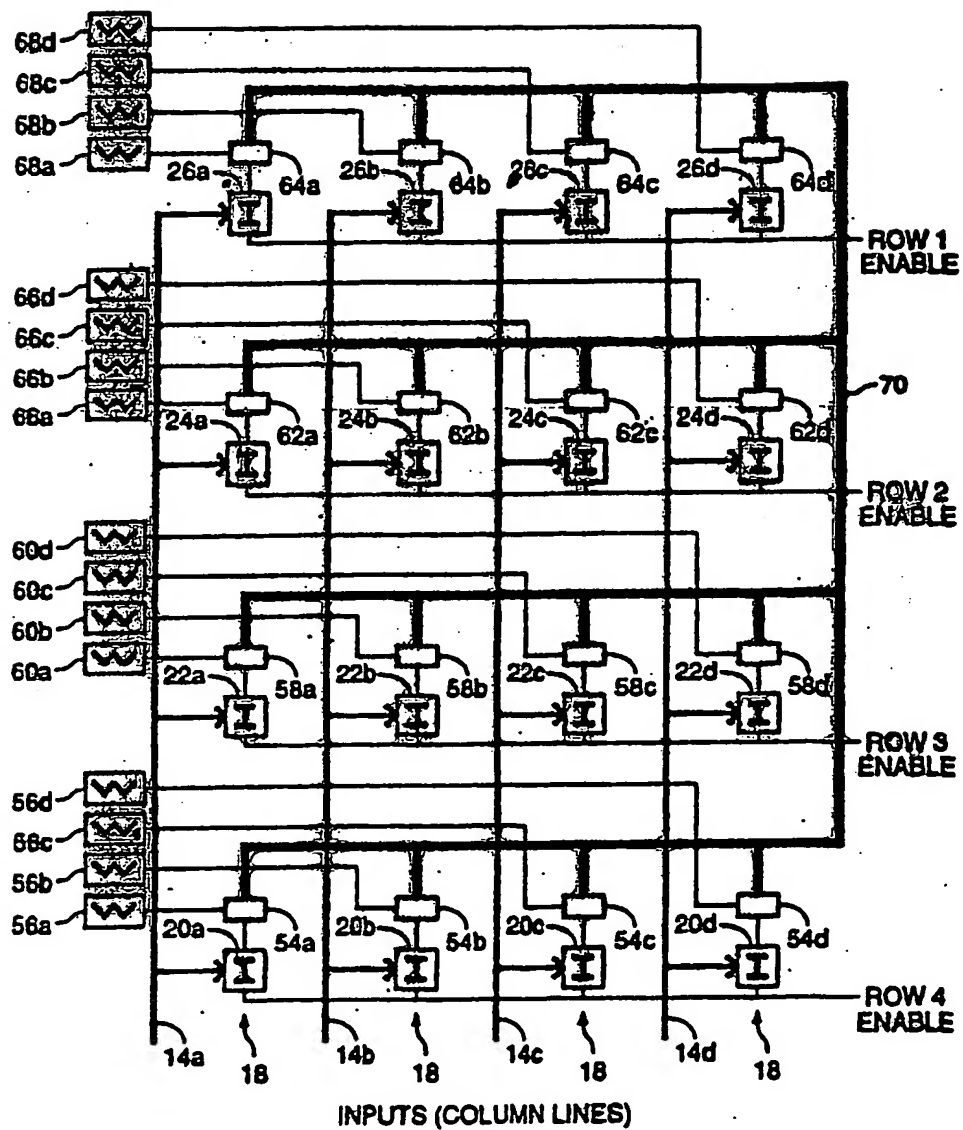 68d
68c
68b
68a
26a 64a 26b 64b 26c 64c 26d 64d
ROW 1
ENABLE
66d
66c
66b
68a
70
24a 62a 24b 62b 24c 62c 24d 62d
ROW 2
ENABLE
60d
60c
60b
60a
22a 58a 22b 58b 22c 58c 22d 58d
ROW 3
ENABLE
56d
56c
56b
56a
20a 54a 20b 54b 20c 54c 20d 54d
ROW 4
ENABLE
14a 18 14b 18 14c 18 14d 18
INPUTS (COLUMN LINES)